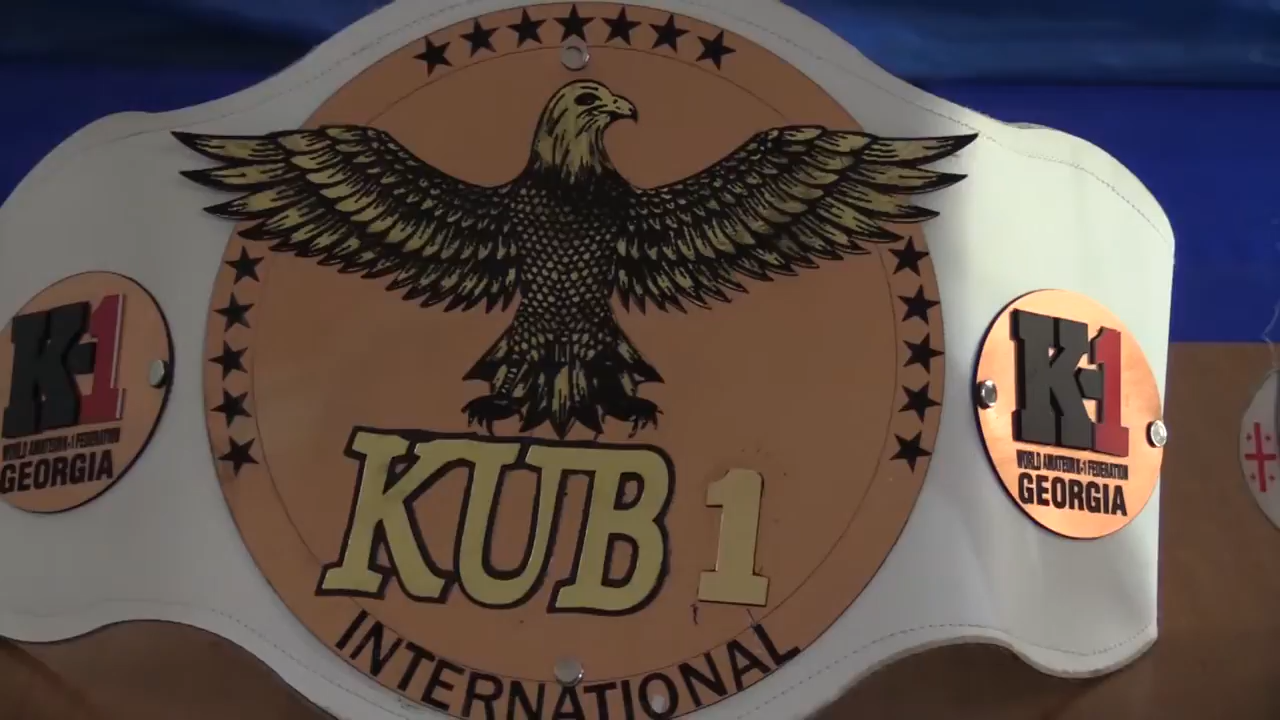 KUB 1
INTERNATIONAL
K-1
WORLD AMATEUR K-1 FEDERATION
GEORGIA
K-1
WORLD AMATEUR K-1 FEDERATION
GEORGIA